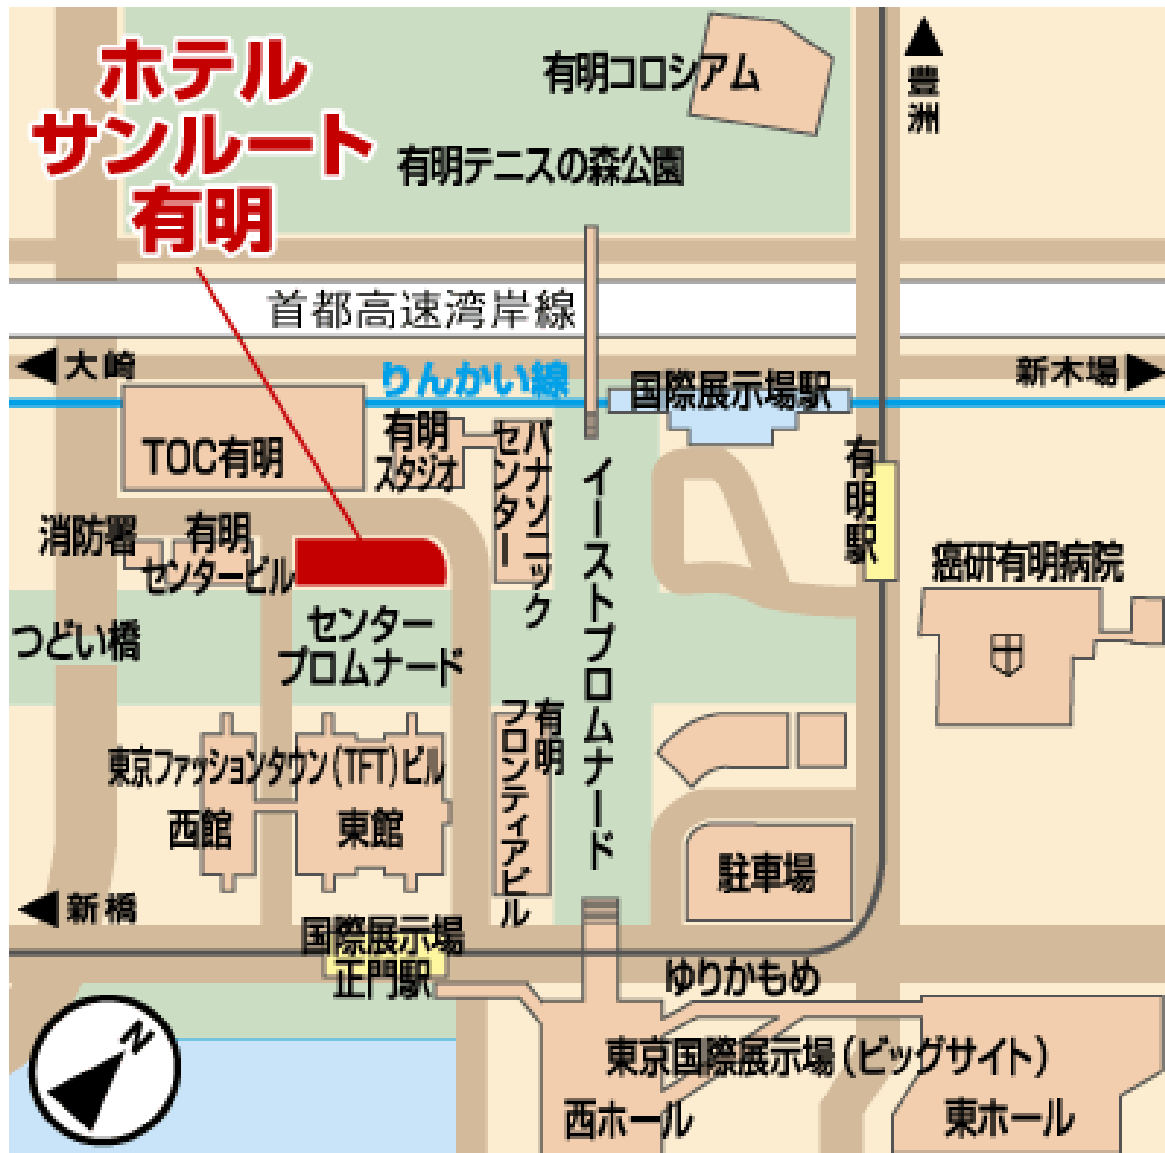 ホテル
サンルート
有明
有明コロシアム
豊洲
有明テニスの森公園
首都高速湾岸線
大崎
りんかい線
国際展示場駅
新木場
TOC有明
有明
スタジオ
パナソニック
センター
イーストプロムナード
有明駅
消防署
有明
センタービル
癌研有明病院
つどい橋
センター
プロムナード
有明
フロンティアビル
東京ファッションタウン(TFT)ビル
西館
東館
駐車場
新橋
国際展示場
正門駅
ゆりかもめ
N
東京国際展示場(ビッグサイト)
西ホール
東ホール